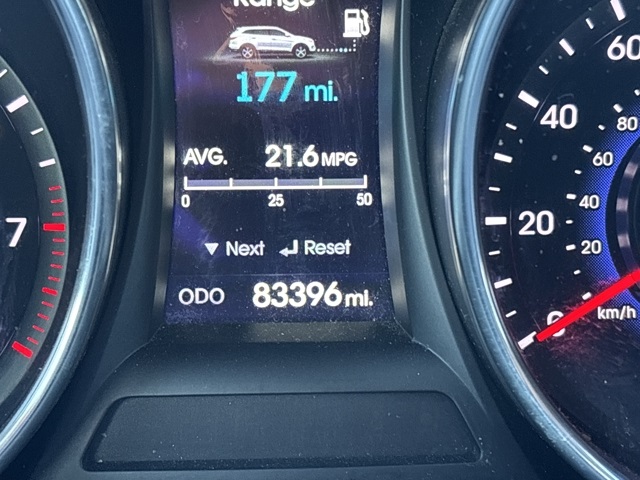 Range
177 mi.
AVG. 21.6 MPG
0 25 50
▼ Next ↲ Reset
ODO 83396 mi.
7
60
40
80
60
40
20
20
0
km/h